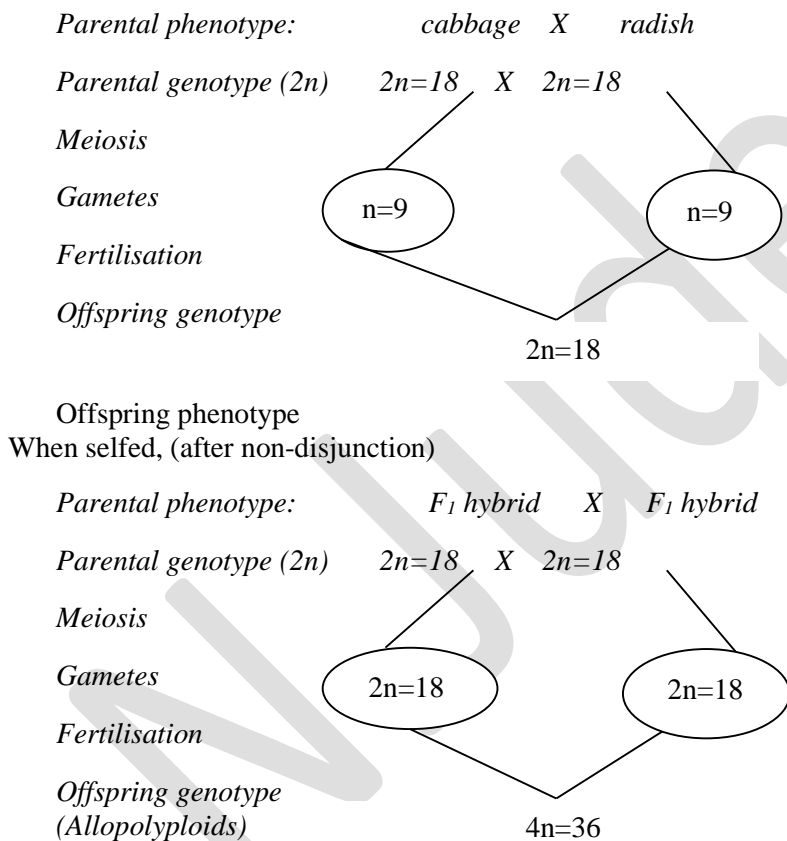 Parental phenotype: cabbage X radish
Parental genotype (2n) 2n=18 X 2n=18
Meiosis
Gametes n=9 n=9
Fertilisation
Offspring genotype
2n=18
Offspring phenotype
When selfed, (after non-disjunction)
Parental phenotype: F₁ hybrid X F₁ hybrid
Parental genotype (2n) 2n=18 X 2n=18
Meiosis
Gametes 2n=18 2n=18
Fertilisation
Offspring genotype
(Allopolyploids) 4n=36